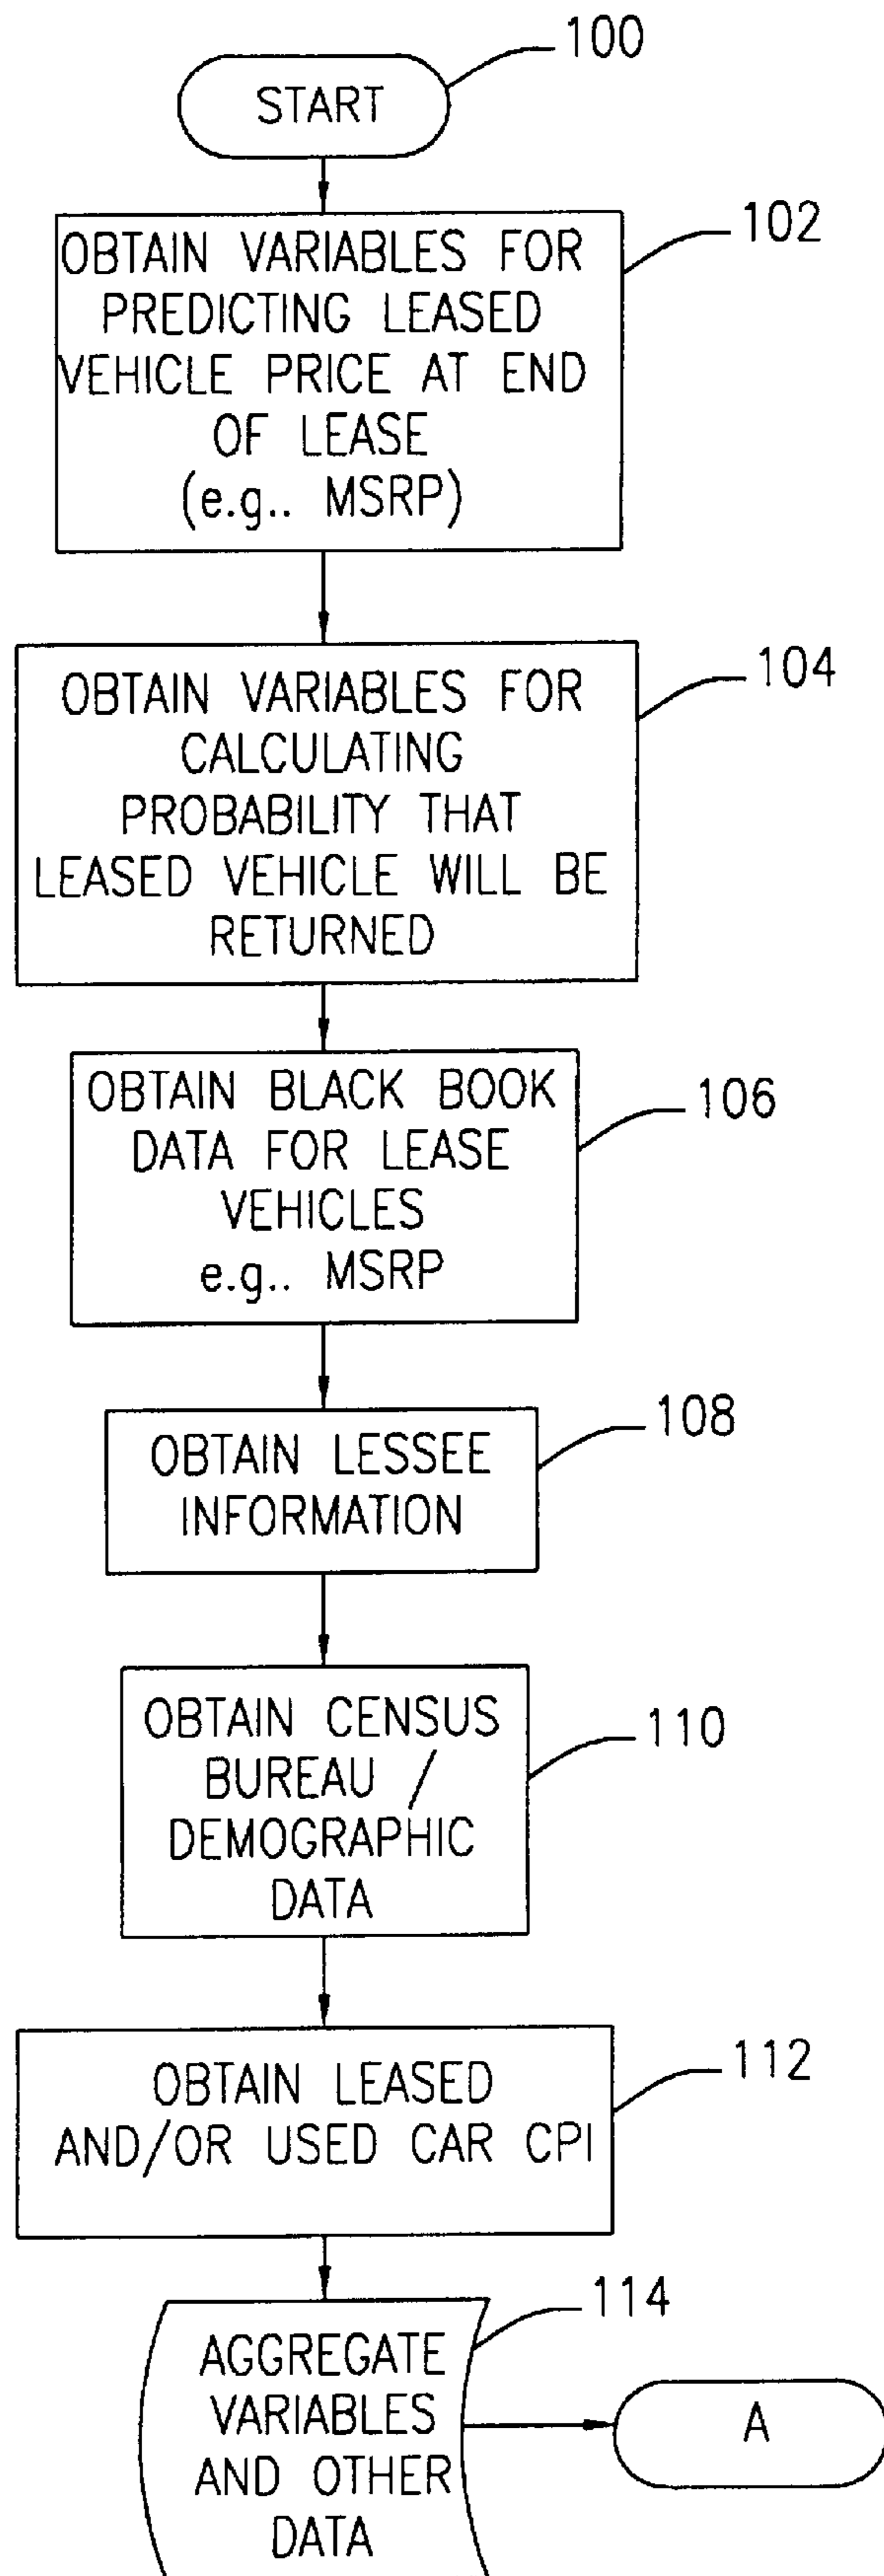 100
START
102
OBTAIN VARIABLES FOR
PREDICTING LEASED
VEHICLE PRICE AT END
OF LEASE
(e.g.. MSRP)
104
OBTAIN VARIABLES FOR
CALCULATING
PROBABILITY THAT
LEASED VEHICLE WILL BE
RETURNED
106
OBTAIN BLACK BOOK
DATA FOR LEASE
VEHICLES
e.g.. MSRP
108
OBTAIN LESSEE
INFORMATION
110
OBTAIN CENSUS
BUREAU /
DEMOGRAPHIC
DATA
112
OBTAIN LEASED
AND/OR USED CAR CPI
114
AGGREGATE
VARIABLES
AND OTHER
DATA
A